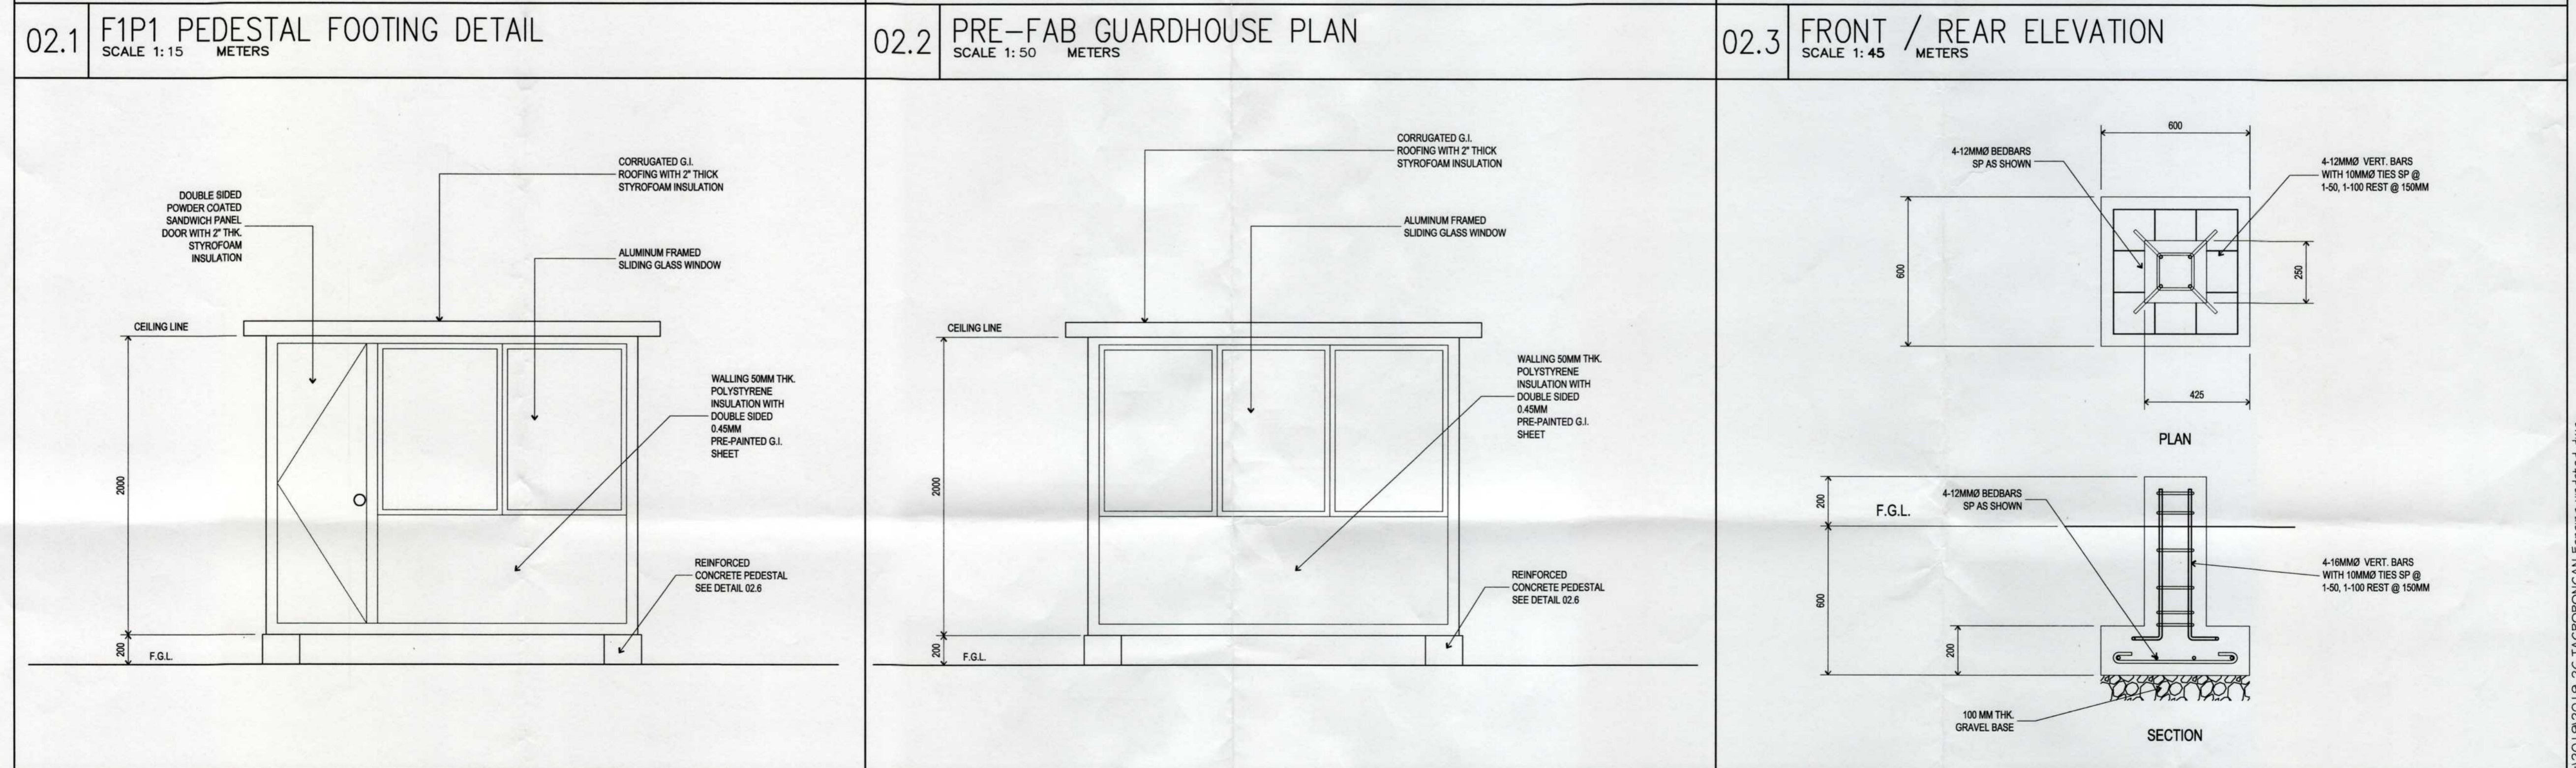 02.1
F1P1 PEDESTAL FOOTING DETAIL
SCALE 1:15 METERS
02.2
PRE-FAB GUARDHOUSE PLAN
SCALE 1:50 METERS
02.3
FRONT / REAR ELEVATION
SCALE 1:45 METERS
DOUBLE SIDED
POWDER COATED
SANDWICH PANEL
DOOR WITH 2" THK.
STYROFOAM
INSULATION
CORRUGATED G.I.
ROOFING WITH 2" THICK
STYROFOAM INSULATION
ALUMINUM FRAMED
SLIDING GLASS WINDOW
CEILING LINE
WALLING 50MM THK.
POLYSTYRENE
INSULATION WITH
DOUBLE SIDED
0.45MM
PRE-PAINTED G.I.
SHEET
2000
REINFORCED
CONCRETE PEDESTAL
SEE DETAIL 02.6
200
F.G.L.
CORRUGATED G.I.
ROOFING WITH 2" THICK
STYROFOAM INSULATION
ALUMINUM FRAMED
SLIDING GLASS WINDOW
CEILING LINE
WALLING 50MM THK.
POLYSTYRENE
INSULATION WITH
DOUBLE SIDED
0.45MM
PRE-PAINTED G.I.
SHEET
2000
REINFORCED
CONCRETE PEDESTAL
SEE DETAIL 02.6
200
F.G.L.
600
4-12MMØ BEDBARS
SP AS SHOWN
4-12MMØ VERT. BARS
WITH 10MMØ TIES SP @
1-50, 1-100 REST @ 150MM
600
250
425
PLAN
200
F.G.L.
4-12MMØ BEDBARS
SP AS SHOWN
4-16MMØ VERT. BARS
WITH 10MMØ TIES SP @
1-50, 1-100 REST @ 150MM
600
200
100 MM THK.
GRAVEL BASE
SECTION